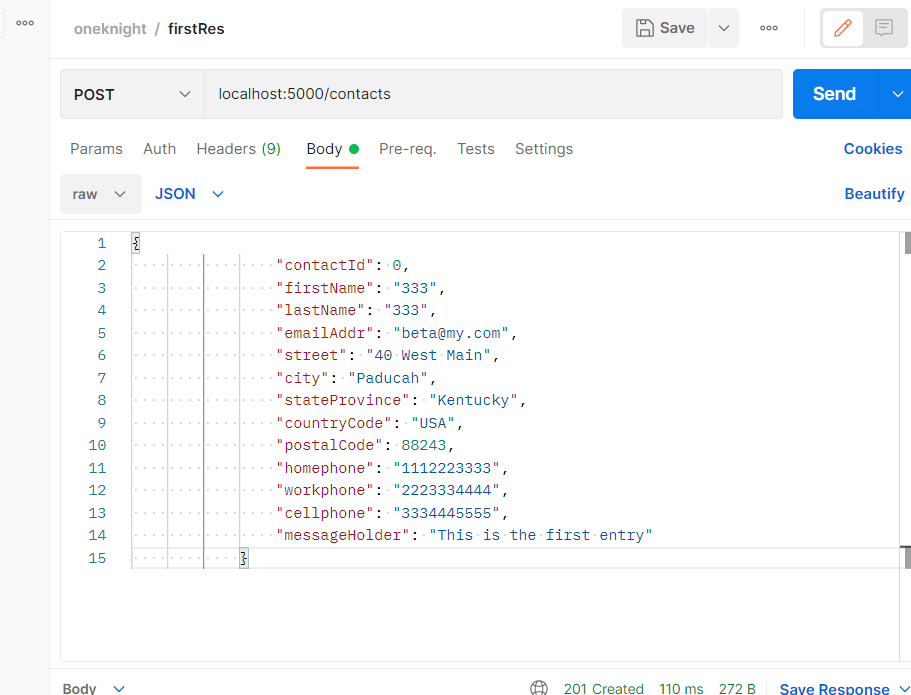 oneknight / firstRes
Save
POST localhost:5000/contacts Send
Params Auth Headers (9) Body Pre-req. Tests Settings Cookies
raw JSON Beautify
1 {
2 "contactId": 0,
3 "firstName": "333",
4 "lastName": "333",
5 "emailAddr": "beta@my.com",
6 "street": "40 West Main",
7 "city": "Paducah",
8 "stateProvince": "Kentucky",
9 "countryCode": "USA",
10 "postalCode": 88243,
11 "homephone": "1112223333",
12 "workphone": "2223334444",
13 "cellphone": "3334445555",
14 "messageHolder": "This is the first entry"
15 }
Body 201 Created 110 ms 272 B Save Response